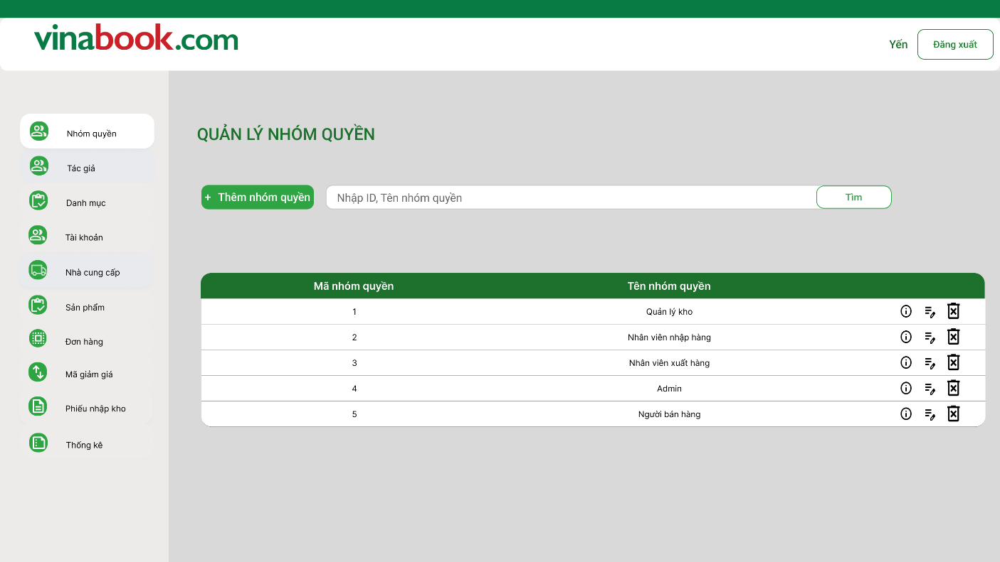 vinabook.com
Yến
Đăng xuất
Nhóm quyền
Tác giả
Danh mục
Tài khoản
Nhà cung cấp
Sản phẩm
Đơn hàng
Mã giảm giá
Phiếu nhập kho
Thống kê
QUẢN LÝ NHÓM QUYỀN
+ Thêm nhóm quyền
Nhập ID, Tên nhóm quyền
Tìm
Mã nhóm quyền Tên nhóm quyền
1 Quản lý kho
2 Nhân viên nhập hàng
3 Nhân viên xuất hàng
4 Admin
5 Người bán hàng